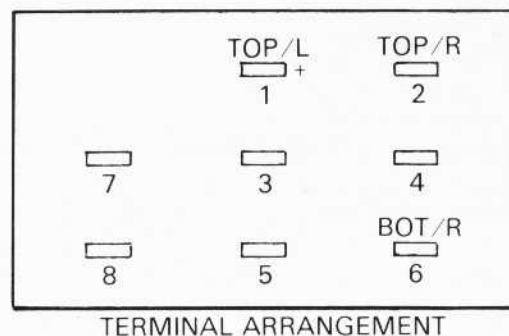 TOP/L TOP/R
+
1 2
7 3 4
BOT/R
8 5 6
TERMINAL ARRANGEMENT